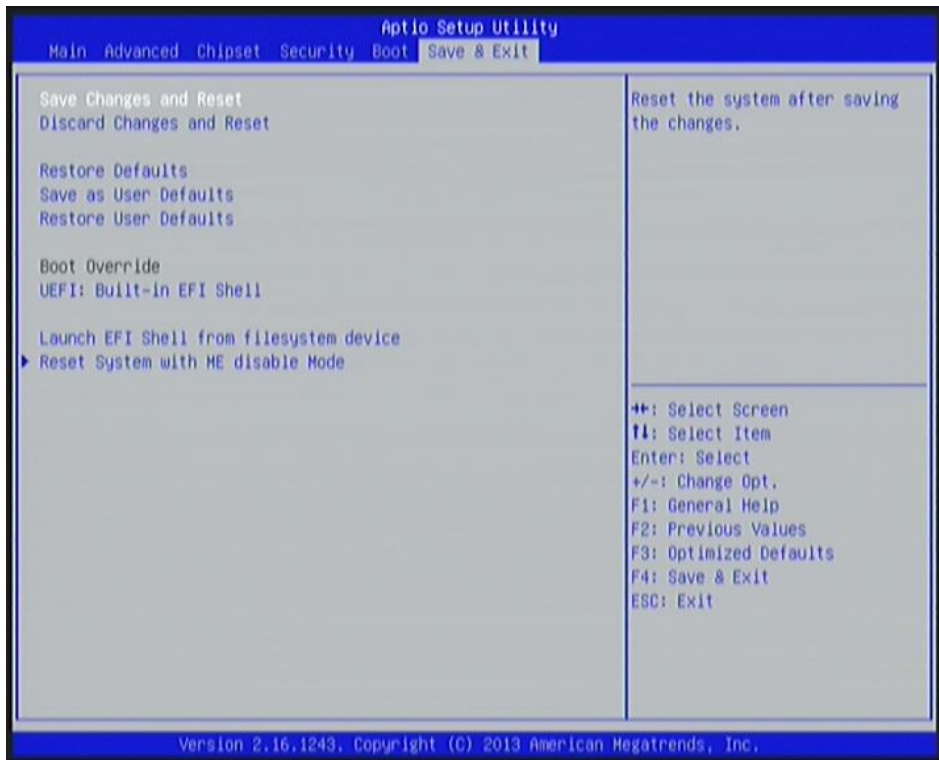 Aptio Setup Utility
Main Advanced Chipset Security Boot Save & Exit
Save Changes and Reset
Discard Changes and Reset
Restore Defaults
Save as User Defaults
Restore User Defaults
Boot Override
UEFI: Built-in EFI Shell
Launch EFI Shell from filesystem device
Reset System with ME disable Mode
Reset the system after saving
the changes.
→←: Select Screen
↑↓: Select Item
Enter: Select
+/-: Change Opt.
F1: General Help
F2: Previous Values
F3: Optimized Defaults
F4: Save & Exit
ESC: Exit
Version 2.16.1243. Copyright (C) 2013 American Megatrends, Inc.